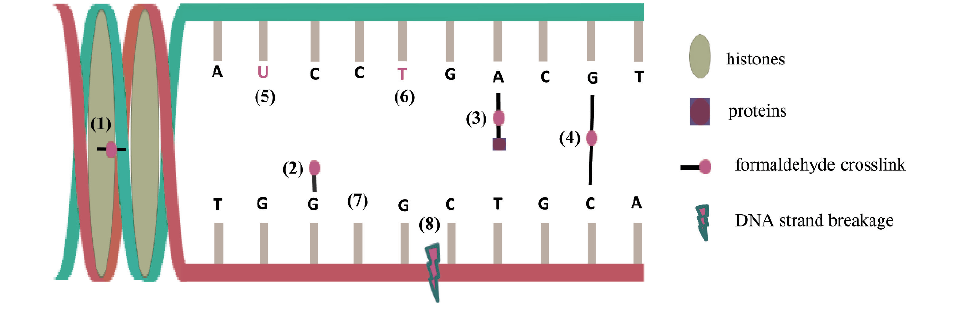 A U C C T G A C G T
(5) (6)
(1)
(3)
(4)
(2)
T G G (7) G C T G C A
(8)
histones
proteins
formaldehyde crosslink
DNA strand breakage